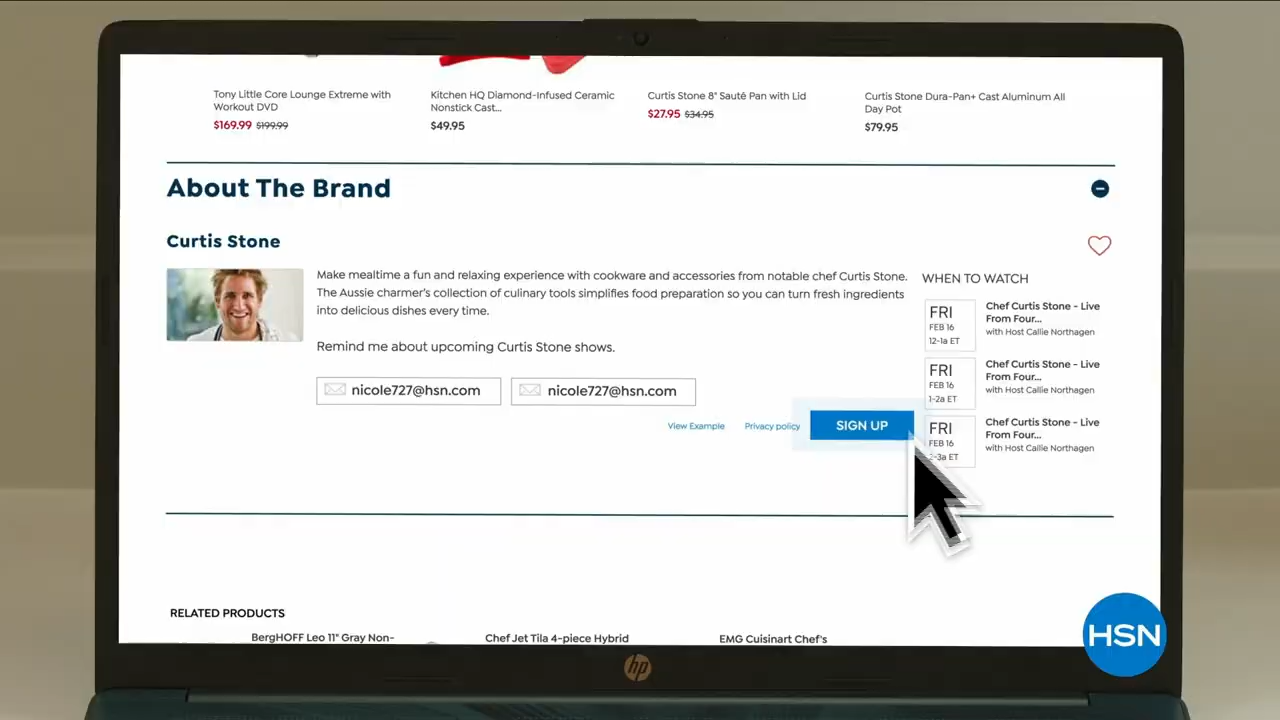 Tony Little Core Lounge Extreme with
Workout DVD
$169.99 $199.99
Kitchen HQ Diamond-Infused Ceramic
Nonstick Cast...
$49.95
Curtis Stone 8" Sauté Pan with Lid
$27.95 $34.95
Curtis Stone Dura-Pan+ Cast Aluminum All
Day Pot
$79.95
About The Brand
Curtis Stone
Make mealtime a fun and relaxing experience with cookware and accessories from notable chef Curtis Stone.
The Aussie charmer's collection of culinary tools simplifies food preparation so you can turn fresh ingredients
into delicious dishes every time.
Remind me about upcoming Curtis Stone shows.
nicole727@hsn.com
nicole727@hsn.com
View Example
Privacy policy
SIGN UP
WHEN TO WATCH
FRI
FEB 16
12-1a ET
Chef Curtis Stone - Live
From Four...
with Host Callie Northagen
FRI
FEB 16
1-2a ET
Chef Curtis Stone - Live
From Four...
with Host Callie Northagen
FRI
FEB 16
-3a ET
Chef Curtis Stone - Live
From Four...
with Host Callie Northagen
RELATED PRODUCTS
BergHOFF Leo 11" Gray Non-
Chef Jet Tila 4-piece Hybrid
EMG Cuisinart Chef's
HSN
hp